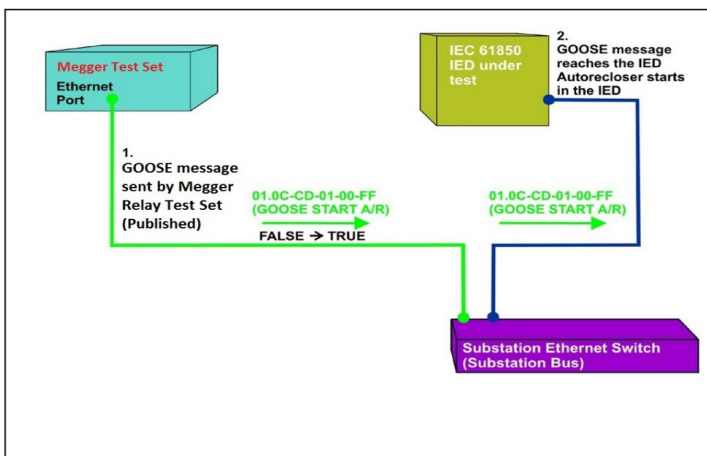 Megger Test Set
Ethernet
Port
IEC 61850
IED under
test
2.
GOOSE message
reaches the IED
Autorecloser starts
in the IED
1.
GOOSE message
sent by Megger
Relay Test Set
(Published)
01.0C-CD-01-00-FF
(GOOSE START A/R)
FALSE → TRUE
01.0C-CD-01-00-FF
(GOOSE START A/R)
Substation Ethernet Switch
(Substation Bus)